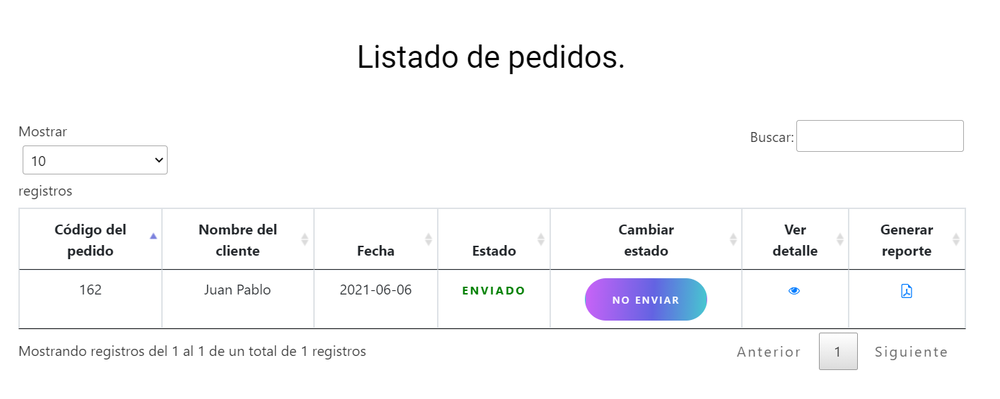 Listado de pedidos.
Mostrar
10
registros
Buscar:
Código del pedido
Nombre del cliente
Fecha
Estado
Cambiar estado
Ver detalle
Generar reporte
162
Juan Pablo
2021-06-06
ENVIADO
NO ENVIAR
Mostrando registros del 1 al 1 de un total de 1 registros
Anterior
1
Siguiente